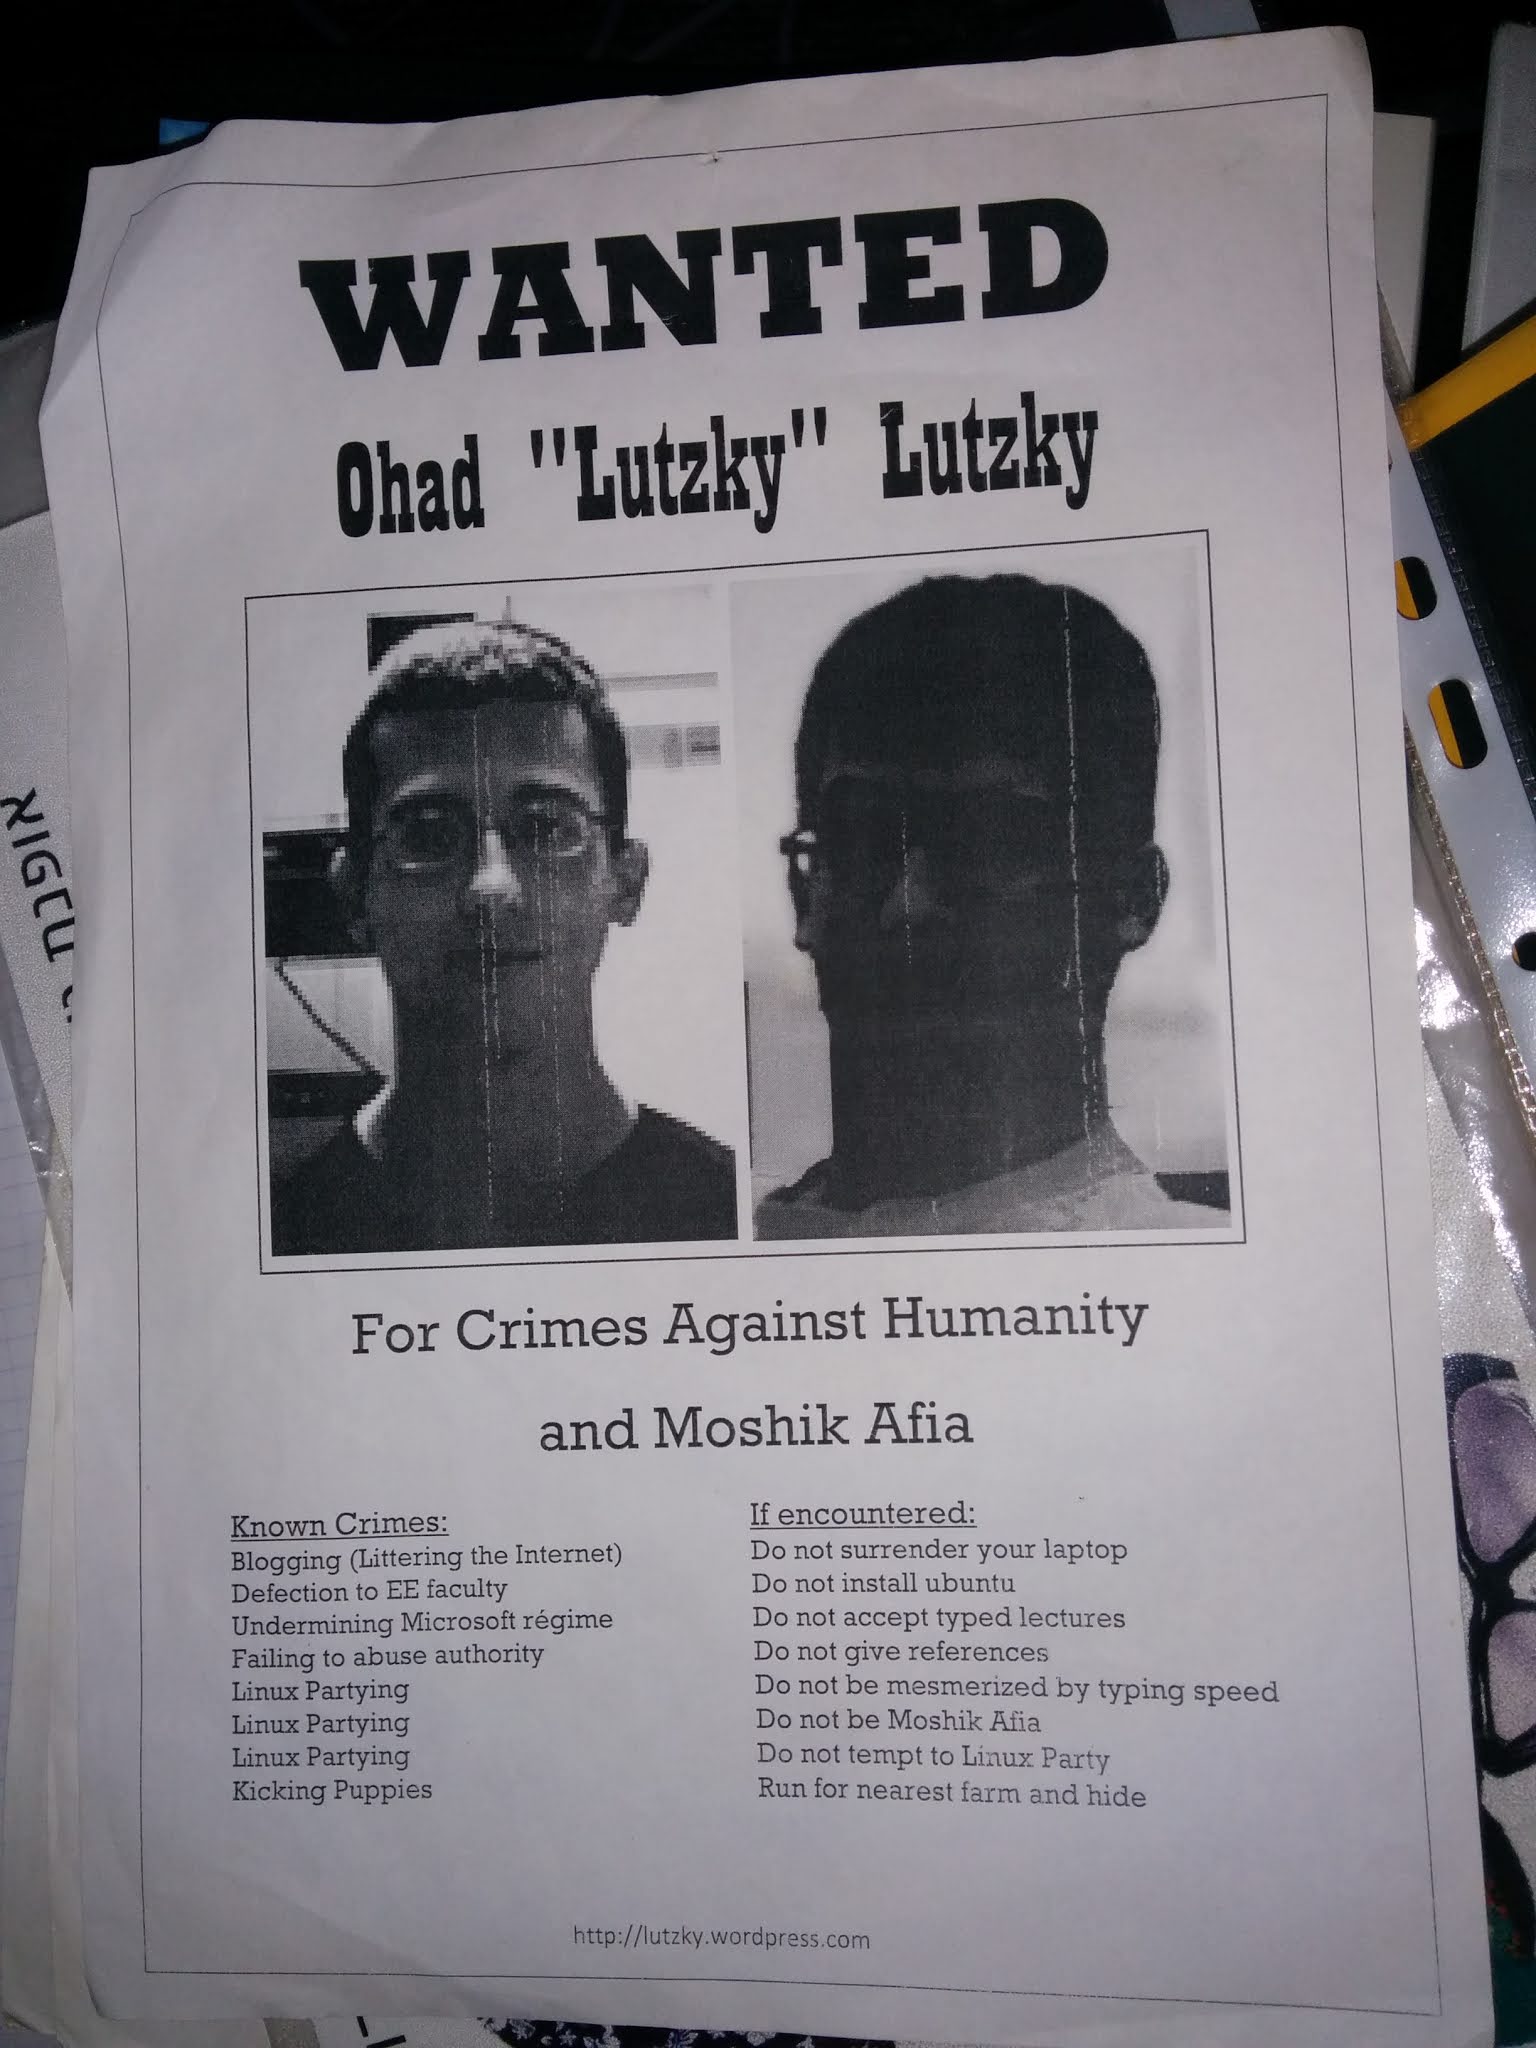 WANTED
Ohad "Lutzky" Lutzky
For Crimes Against Humanity
and Moshik Afia
Known Crimes:
Blogging (Littering the Internet)
Defection to EE faculty
Undermining Microsoft régime
Failing to abuse authority
Linux Partying
Linux Partying
Linux Partying
Kicking Puppies
If encountered:
Do not surrender your laptop
Do not install ubuntu
Do not accept typed lectures
Do not give references
Do not be mesmerized by typing speed
Do not be Moshik Afia
Do not tempt to Linux Party
Run for nearest farm and hide
http://lutzky.wordpress.com